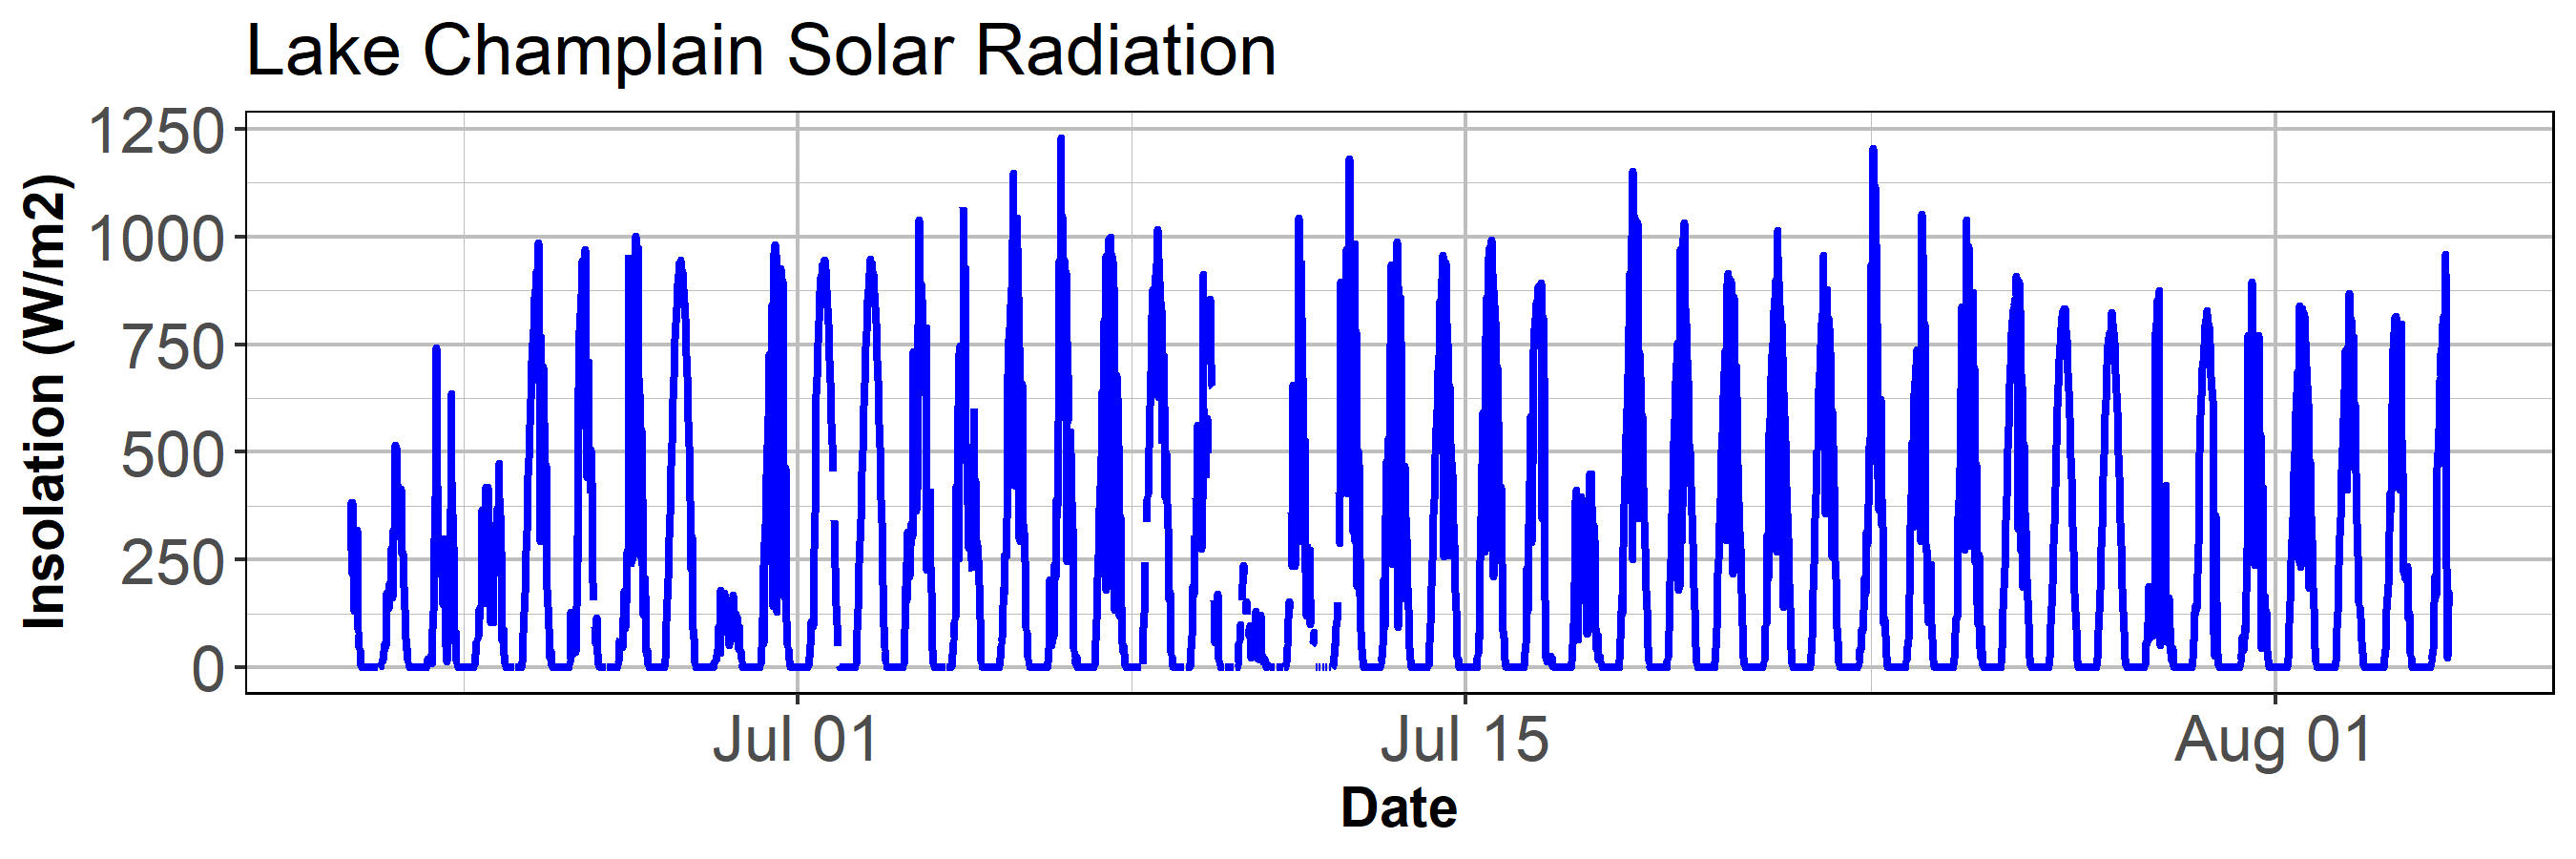 Lake Champlain Solar Radiation
Insolation (W/m2)
1250
1000
750
500
250
0
Jul 01
Jul 15
Aug 01
Date